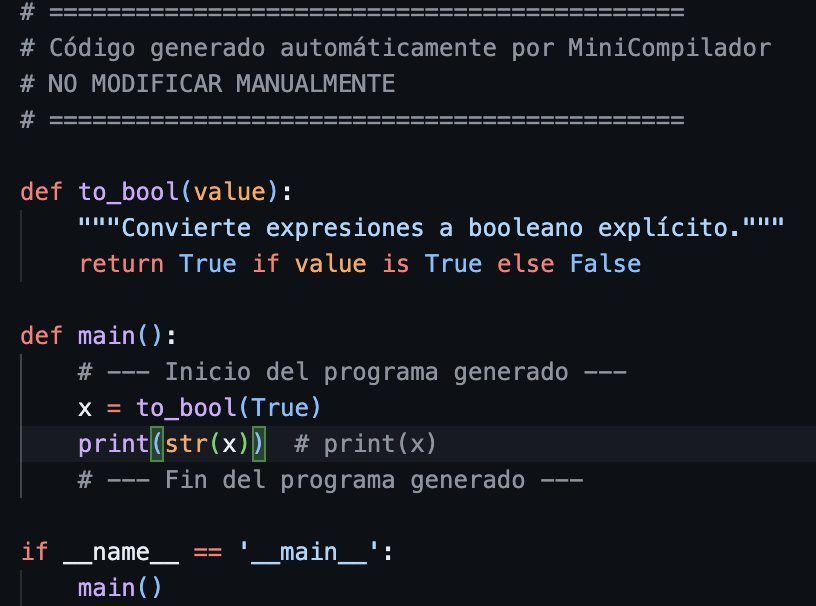 # ============================================
# Código generado automáticamente por MiniCompilador
# NO MODIFICAR MANUALMENTE
# ============================================
def to_bool(value):
    """Convierte expresiones a booleano explícito."""
    return True if value is True else False
def main():
    # --- Inicio del programa generado ---
    x = to_bool(True)
    print(str(x))  # print(x)
    # --- Fin del programa generado ---
if __name__ == '__main__':
    main()